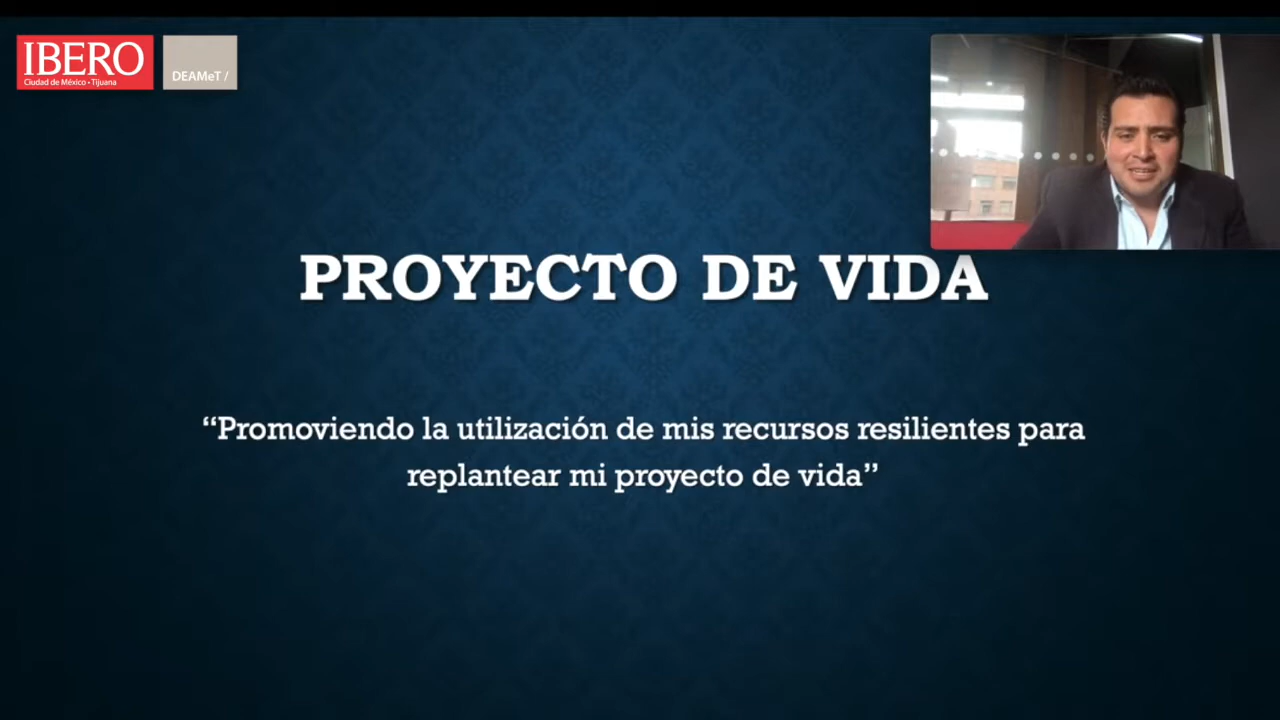 IBERO
Ciudad de México • Tijuana
DEAMeT /
PROYECTO DE VIDA
“Promoviendo la utilización de mis recursos resilientes para
replantear mi proyecto de vida”